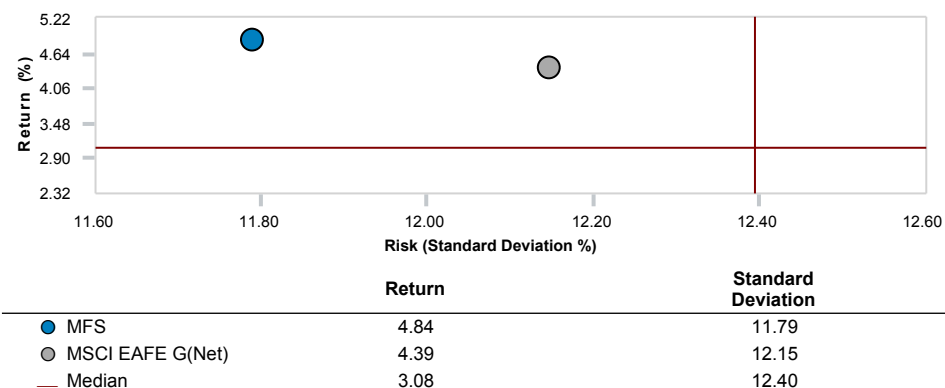 5.22
4.64
4.06
3.48
2.90
2.32
Return (%)
11.60 11.80 12.00 12.20 12.40 12.60
Risk (Standard Deviation %)
Return Standard Deviation
MFS 4.84 11.79
MSCI EAFE G(Net) 4.39 12.15
Median 3.08 12.40